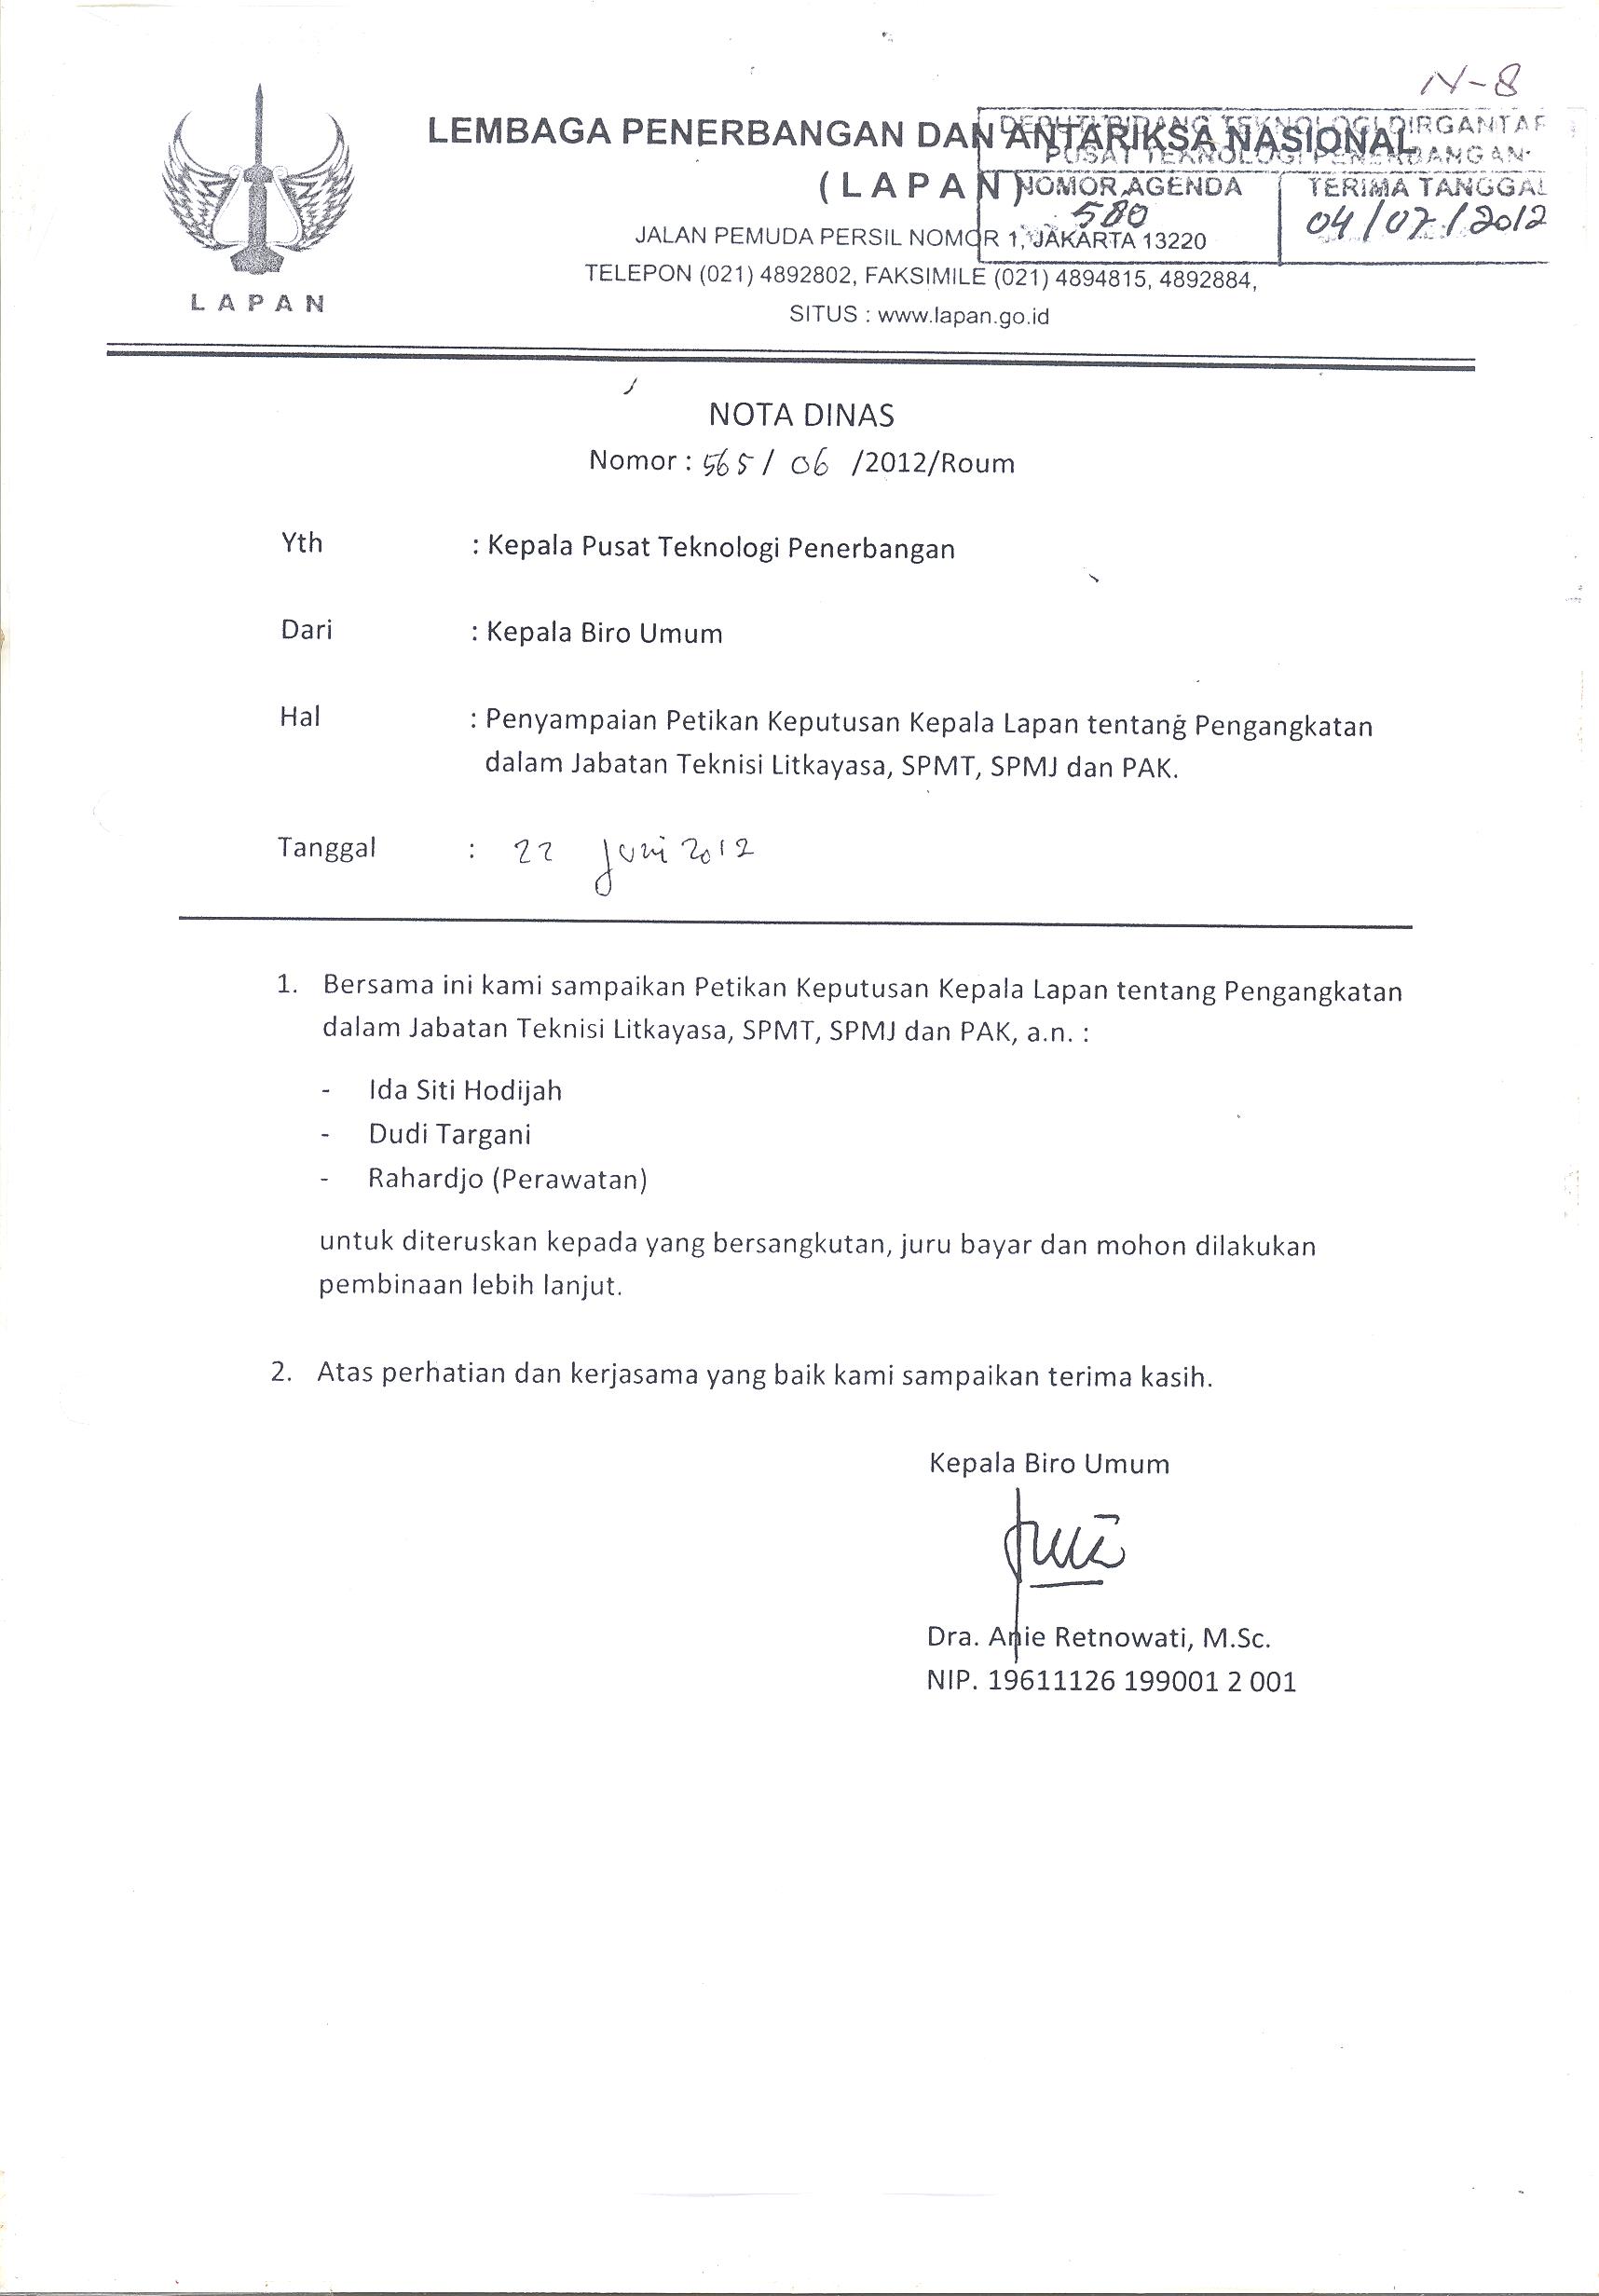 N-8
LEMBAGA PENERBANGAN DAN ANTARIKSA NASIONAL
( L A P A N )
JALAN PEMUDA PERSIL NOMOR 1, JAKARTA 13220
TELEPON (021) 4892802, FAKSIMILE (021) 4894815, 4892884,
SITUS : www.lapan.go.id
L A P A N
DEPUTI BIDANG TEKNOLOGI DIRGANTAR
PUSAT TEKNOLOGI PENERBANGAN
NOMOR AGENDA
580
TERIMA TANGGAL
04/07/2012
NOTA DINAS
Nomor : 565/ 06 /2012/Roum
Yth : Kepala Pusat Teknologi Penerbangan
Dari : Kepala Biro Umum
Hal : Penyampaian Petikan Keputusan Kepala Lapan tentang Pengangkatan
dalam Jabatan Teknisi Litkayasa, SPMT, SPMJ dan PAK.
Tanggal : 22 Juni 2012
1. Bersama ini kami sampaikan Petikan Keputusan Kepala Lapan tentang Pengangkatan
dalam Jabatan Teknisi Litkayasa, SPMT, SPMJ dan PAK, a.n. :
- Ida Siti Hodijah
- Dudi Targani
- Rahardjo (Perawatan)
untuk diteruskan kepada yang bersangkutan, juru bayar dan mohon dilakukan
pembinaan lebih lanjut.
2. Atas perhatian dan kerjasama yang baik kami sampaikan terima kasih.
Kepala Biro Umum
Dra. Anie Retnowati, M.Sc.
NIP. 19611126 199001 2 001